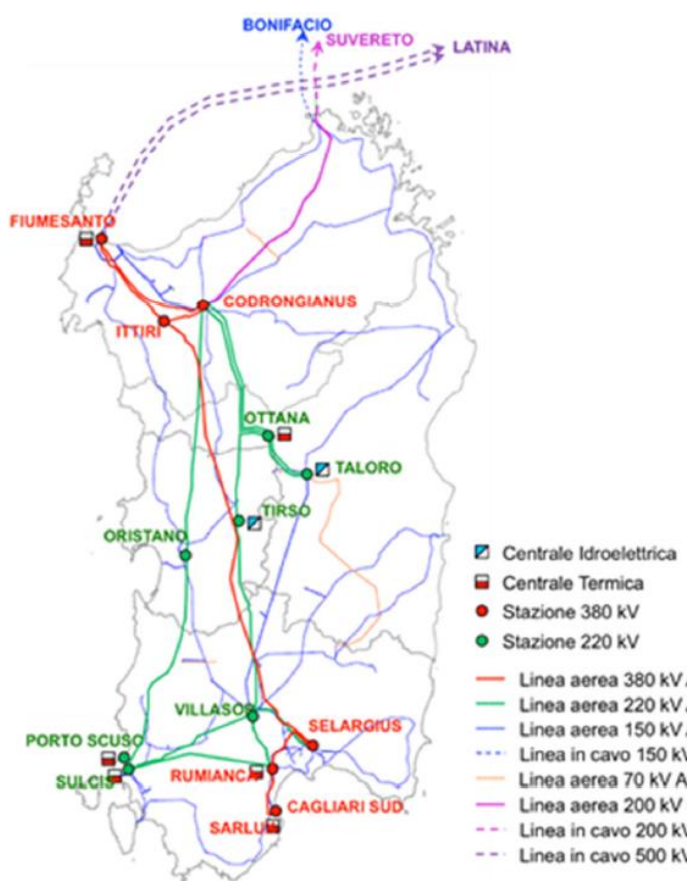 BONIFACIO
SUVERETO
LATINA
FIUMESANTO
CODRONGIANUS
ITTIRI
OTTANA
TALORO
TIRSO
ORISTANO
Centrale Idroelettrica
Centrale Termica
Stazione 380 kV
Stazione 220 kV
VILLASOR
SELARGIUS
PORTO SCUSO
SULCIS
RUMIANCA
CAGLIARI SUD
SARLU
Linea aerea 380 kV A
Linea aerea 220 kV A
Linea aerea 150 kV A
Linea in cavo 150 kV
Linea aerea 70 kV A
Linea aerea 200 kV
Linea in cavo 200 kV
Linea in cavo 500 kV